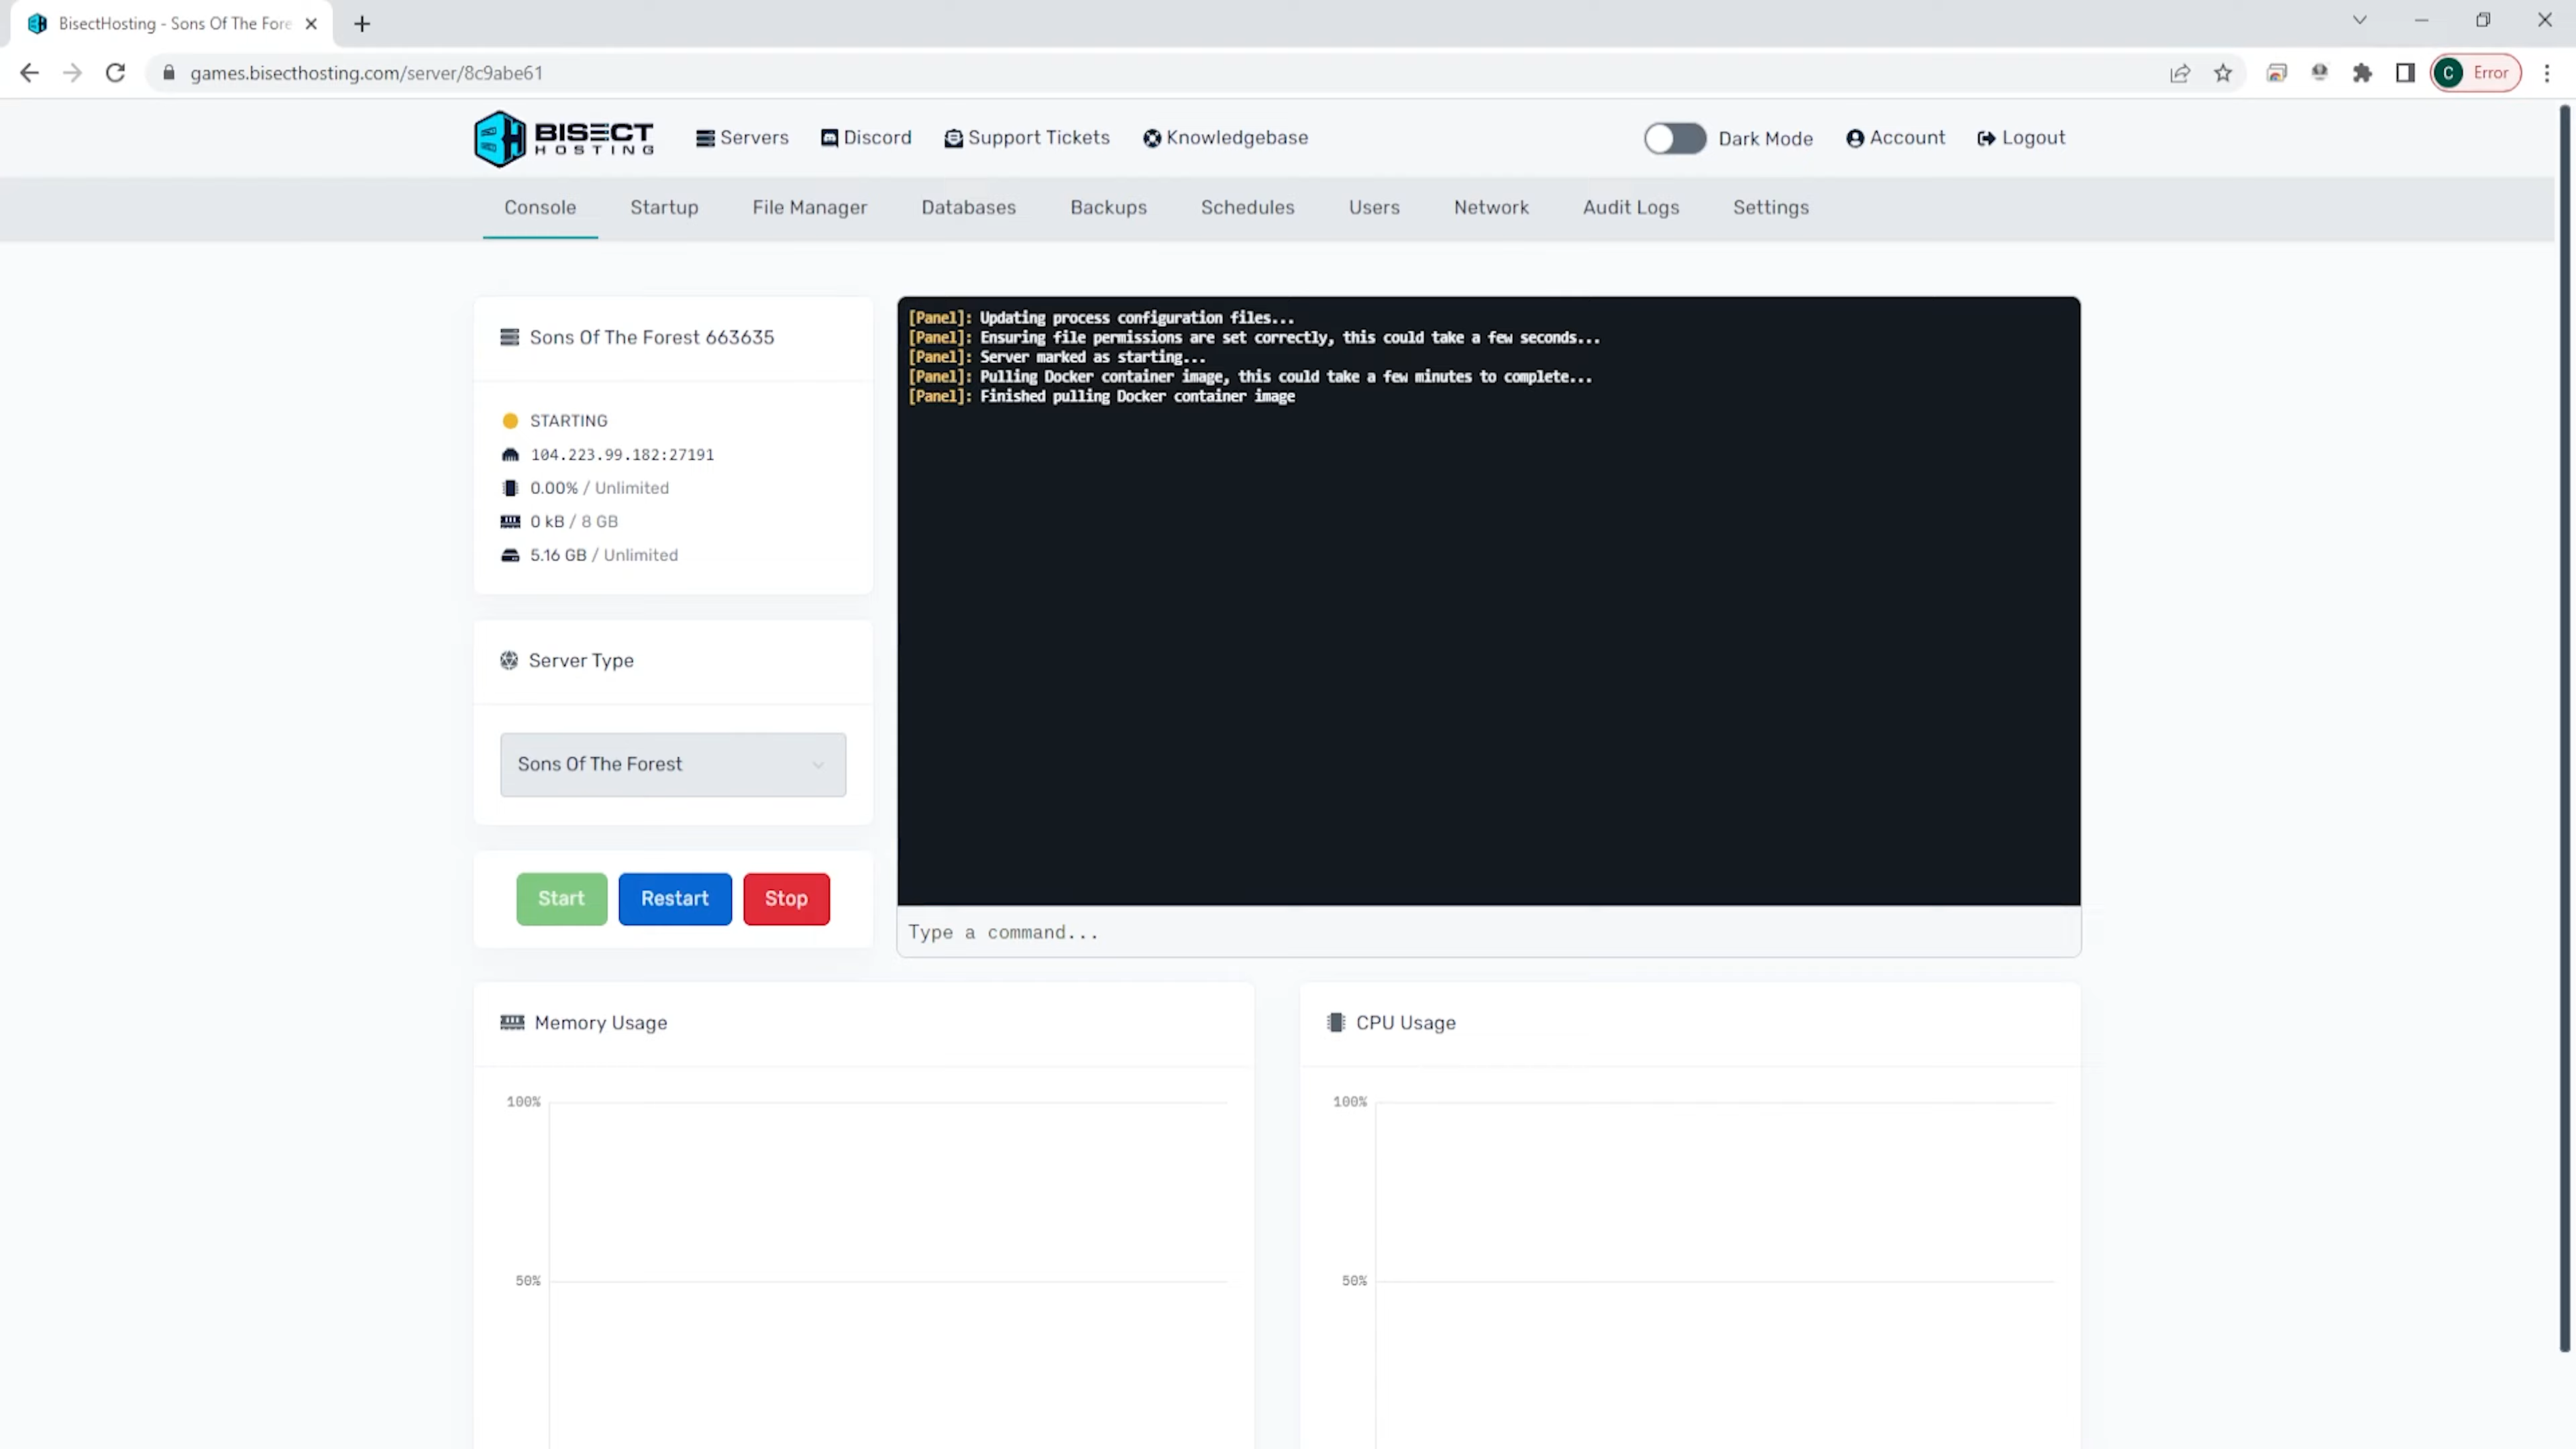 BisectHosting - Sons Of The Fore
games.bisecthosting.com/server/8c9abe61
C Error
BISECT HOSTING
Servers Discord Support Tickets Knowledgebase Dark Mode Account Logout
Console Startup File Manager Databases Backups Schedules Users Network Audit Logs Settings
Sons Of The Forest 663635
STARTING
104.223.99.182:27191
0.00% / Unlimited
0 kB / 8 GB
5.16 GB / Unlimited
Server Type
Sons Of The Forest
Start Restart Stop
[Panel]: Updating process configuration files...
[Panel]: Ensuring file permissions are set correctly, this could take a few seconds...
[Panel]: Server marked as starting...
[Panel]: Pulling Docker container image, this could take a few minutes to complete...
[Panel]: Finished pulling Docker container image
Type a command...
Memory Usage
100%
50%
CPU Usage
100%
50%